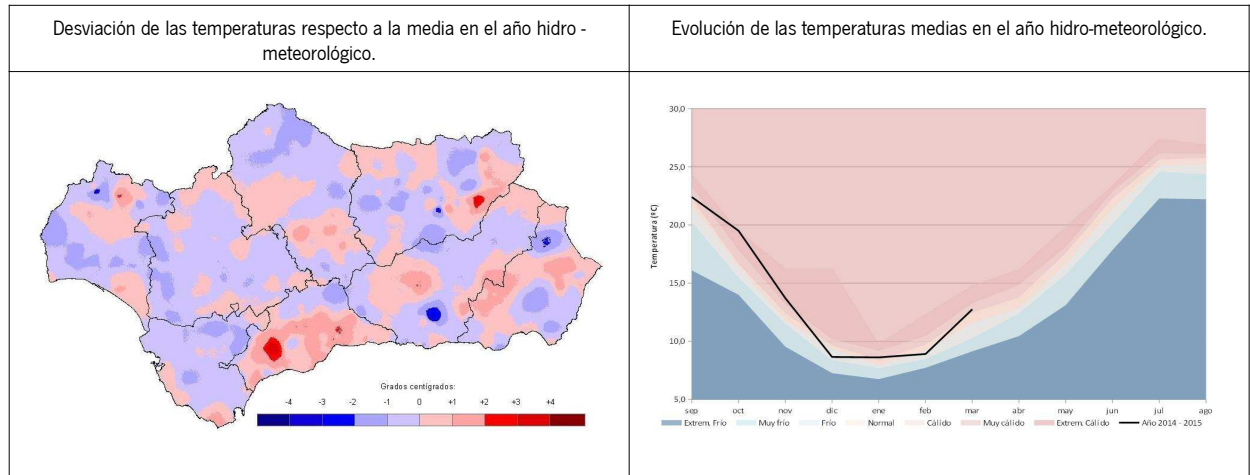 Desviación de las temperaturas respecto a la media en el año hidro -
meteorológico.
Evolución de las temperaturas medias en el año hidro-meteorológico.
Grados centígrados:
-4 -3 -2 -1 0 +1 +2 +3 +4
Temperatura (ºC)
30,0
25,0
20,0
15,0
10,0
5,0
sep oct nov dic ene feb mar abr may jun jul ago
Extrem. Frío Muy frío Frío Normal Cálido Muy cálido Extrem. Cálido Año 2014 - 2015